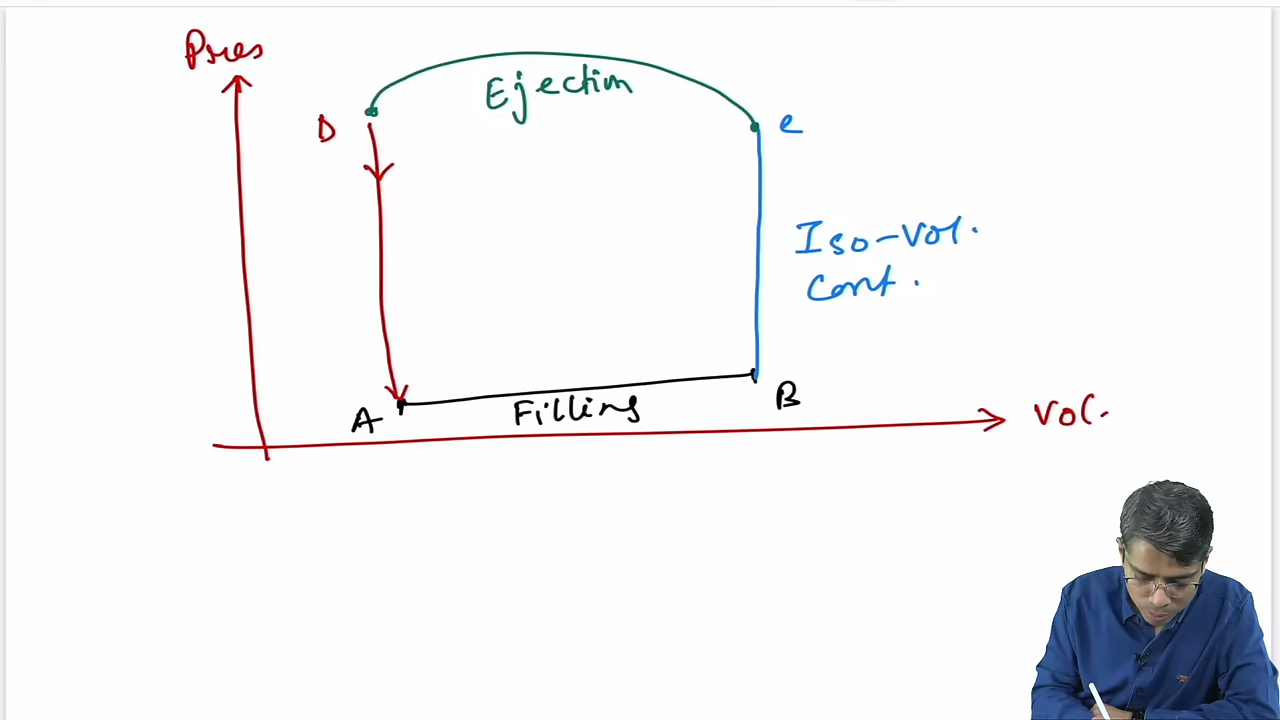 Pres
Ejection
D
C
Iso-Vol.
Cont.
A
Filling
B
Vol.